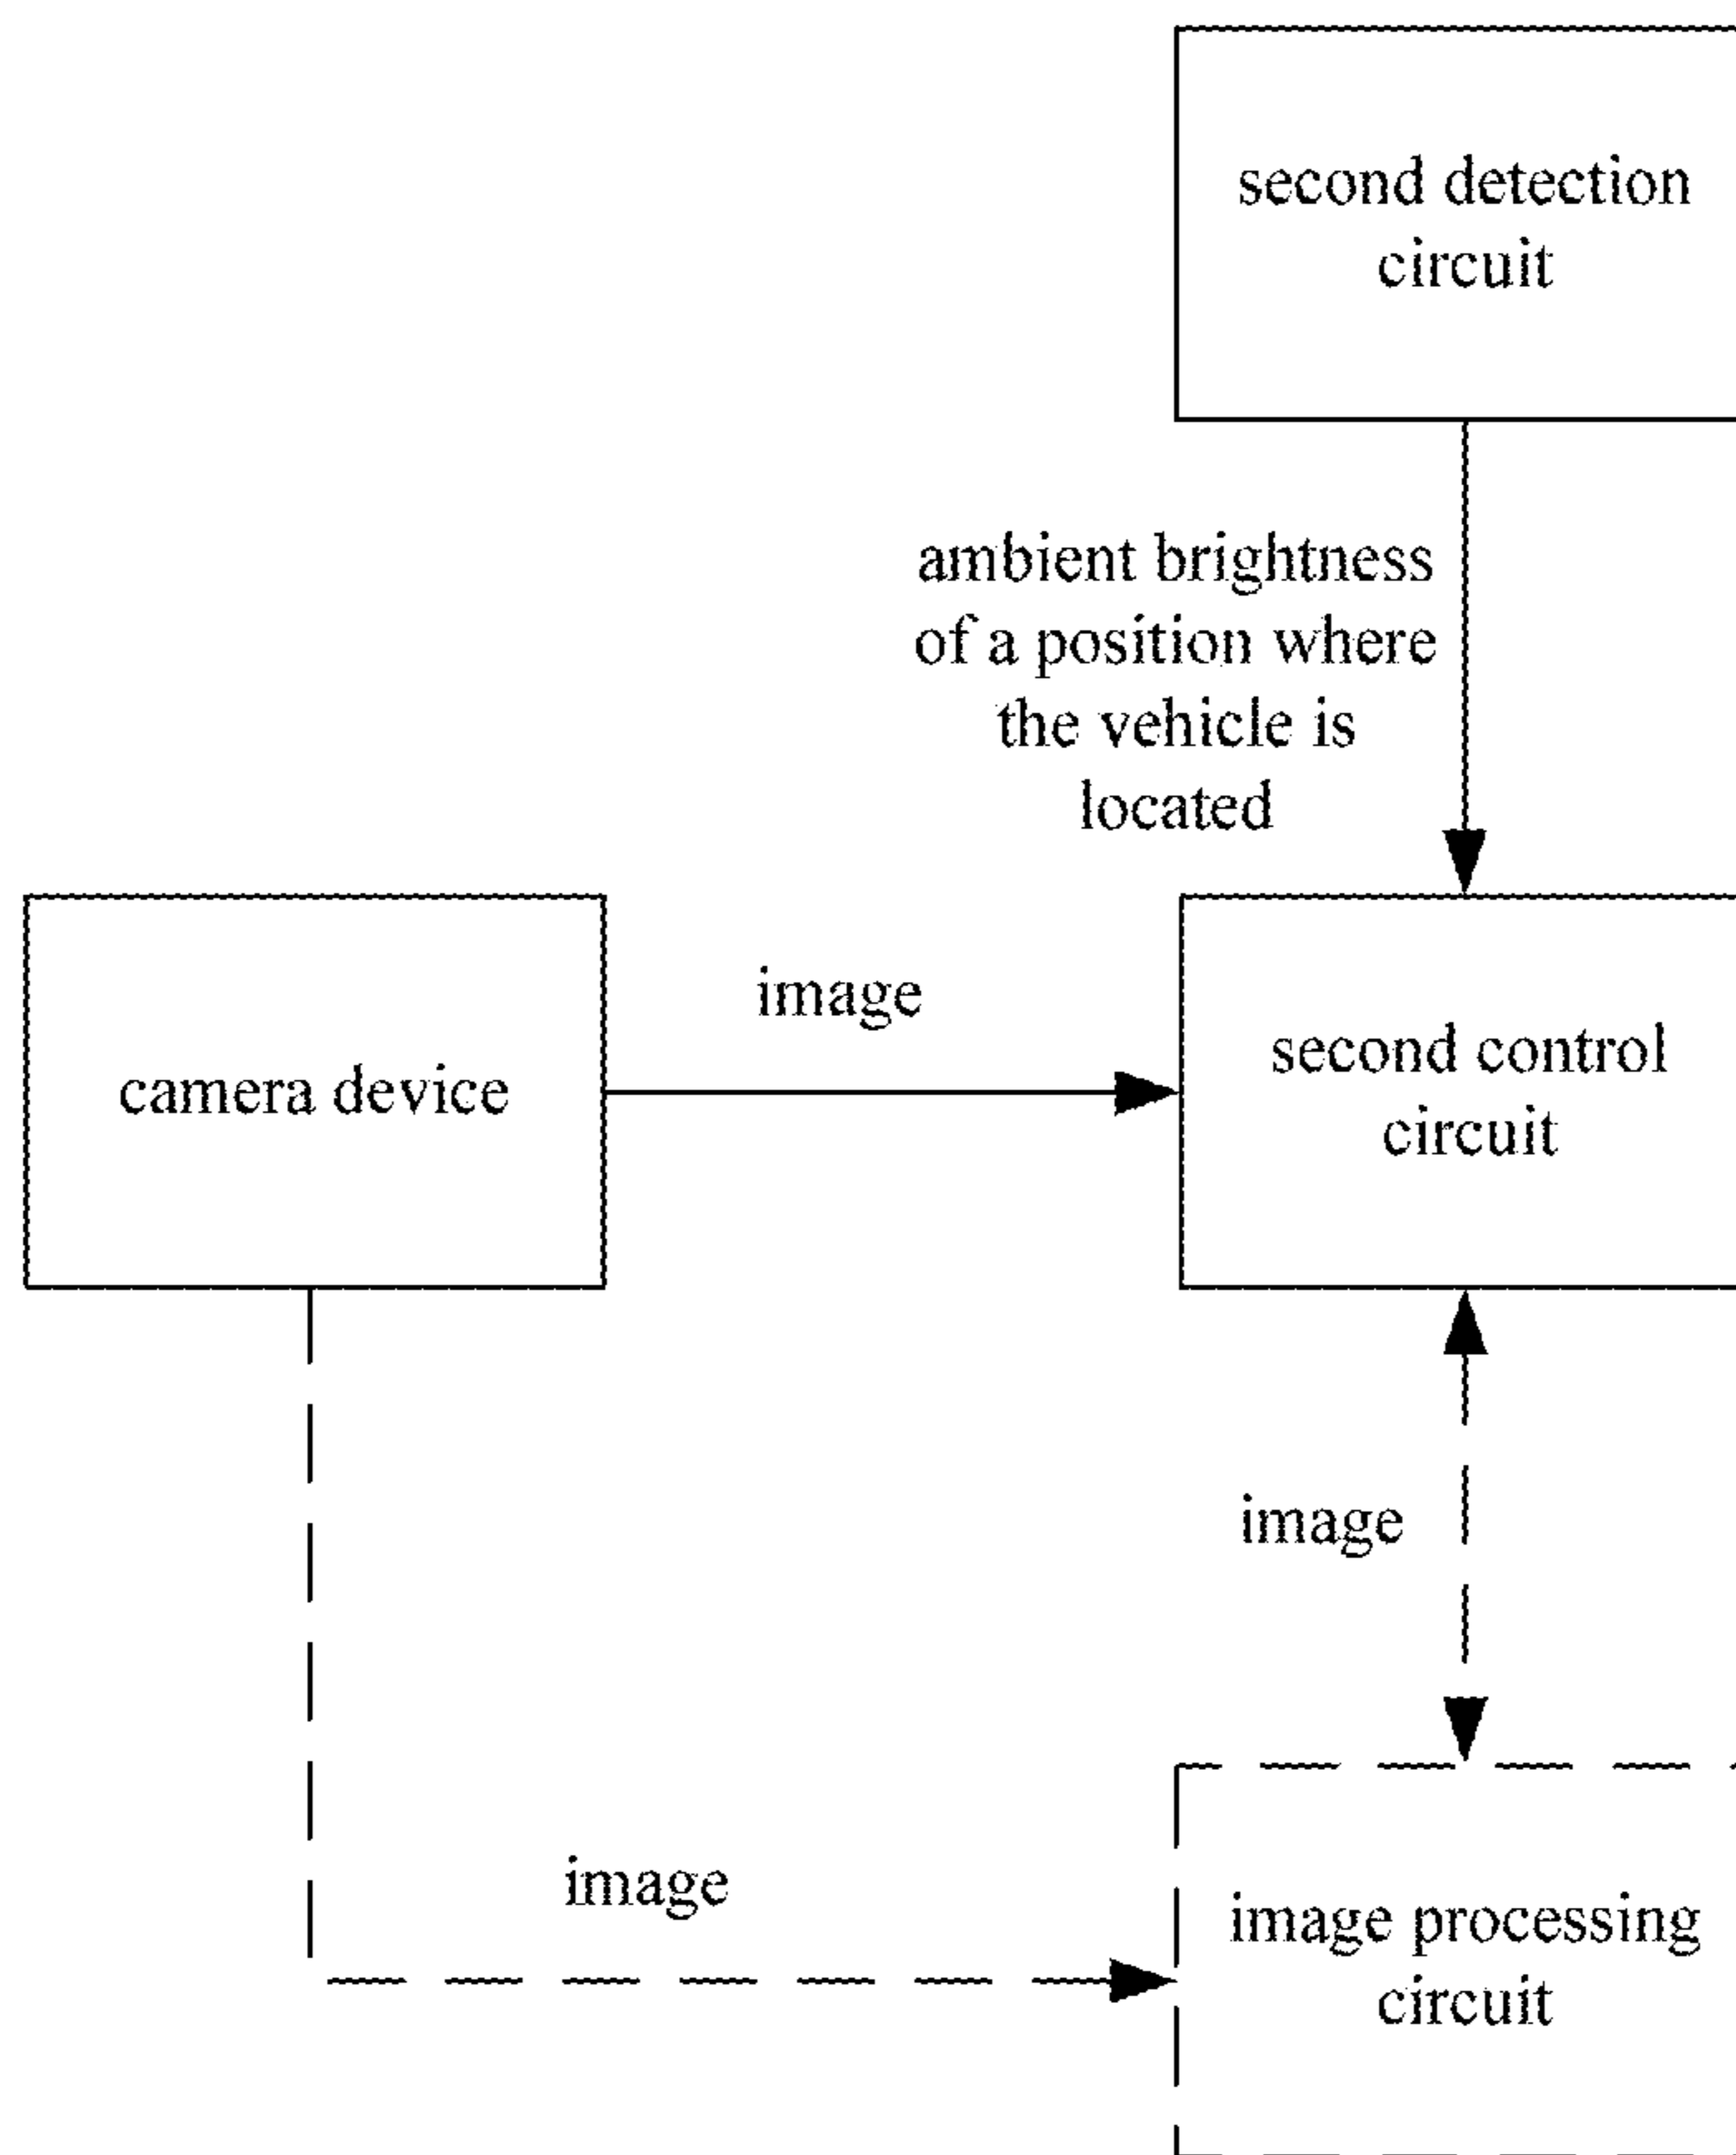 second detection
circuit
ambient brightness
of a position where
the vehicle is
located
image
camera device
second control
circuit
image
image
image processing
circuit